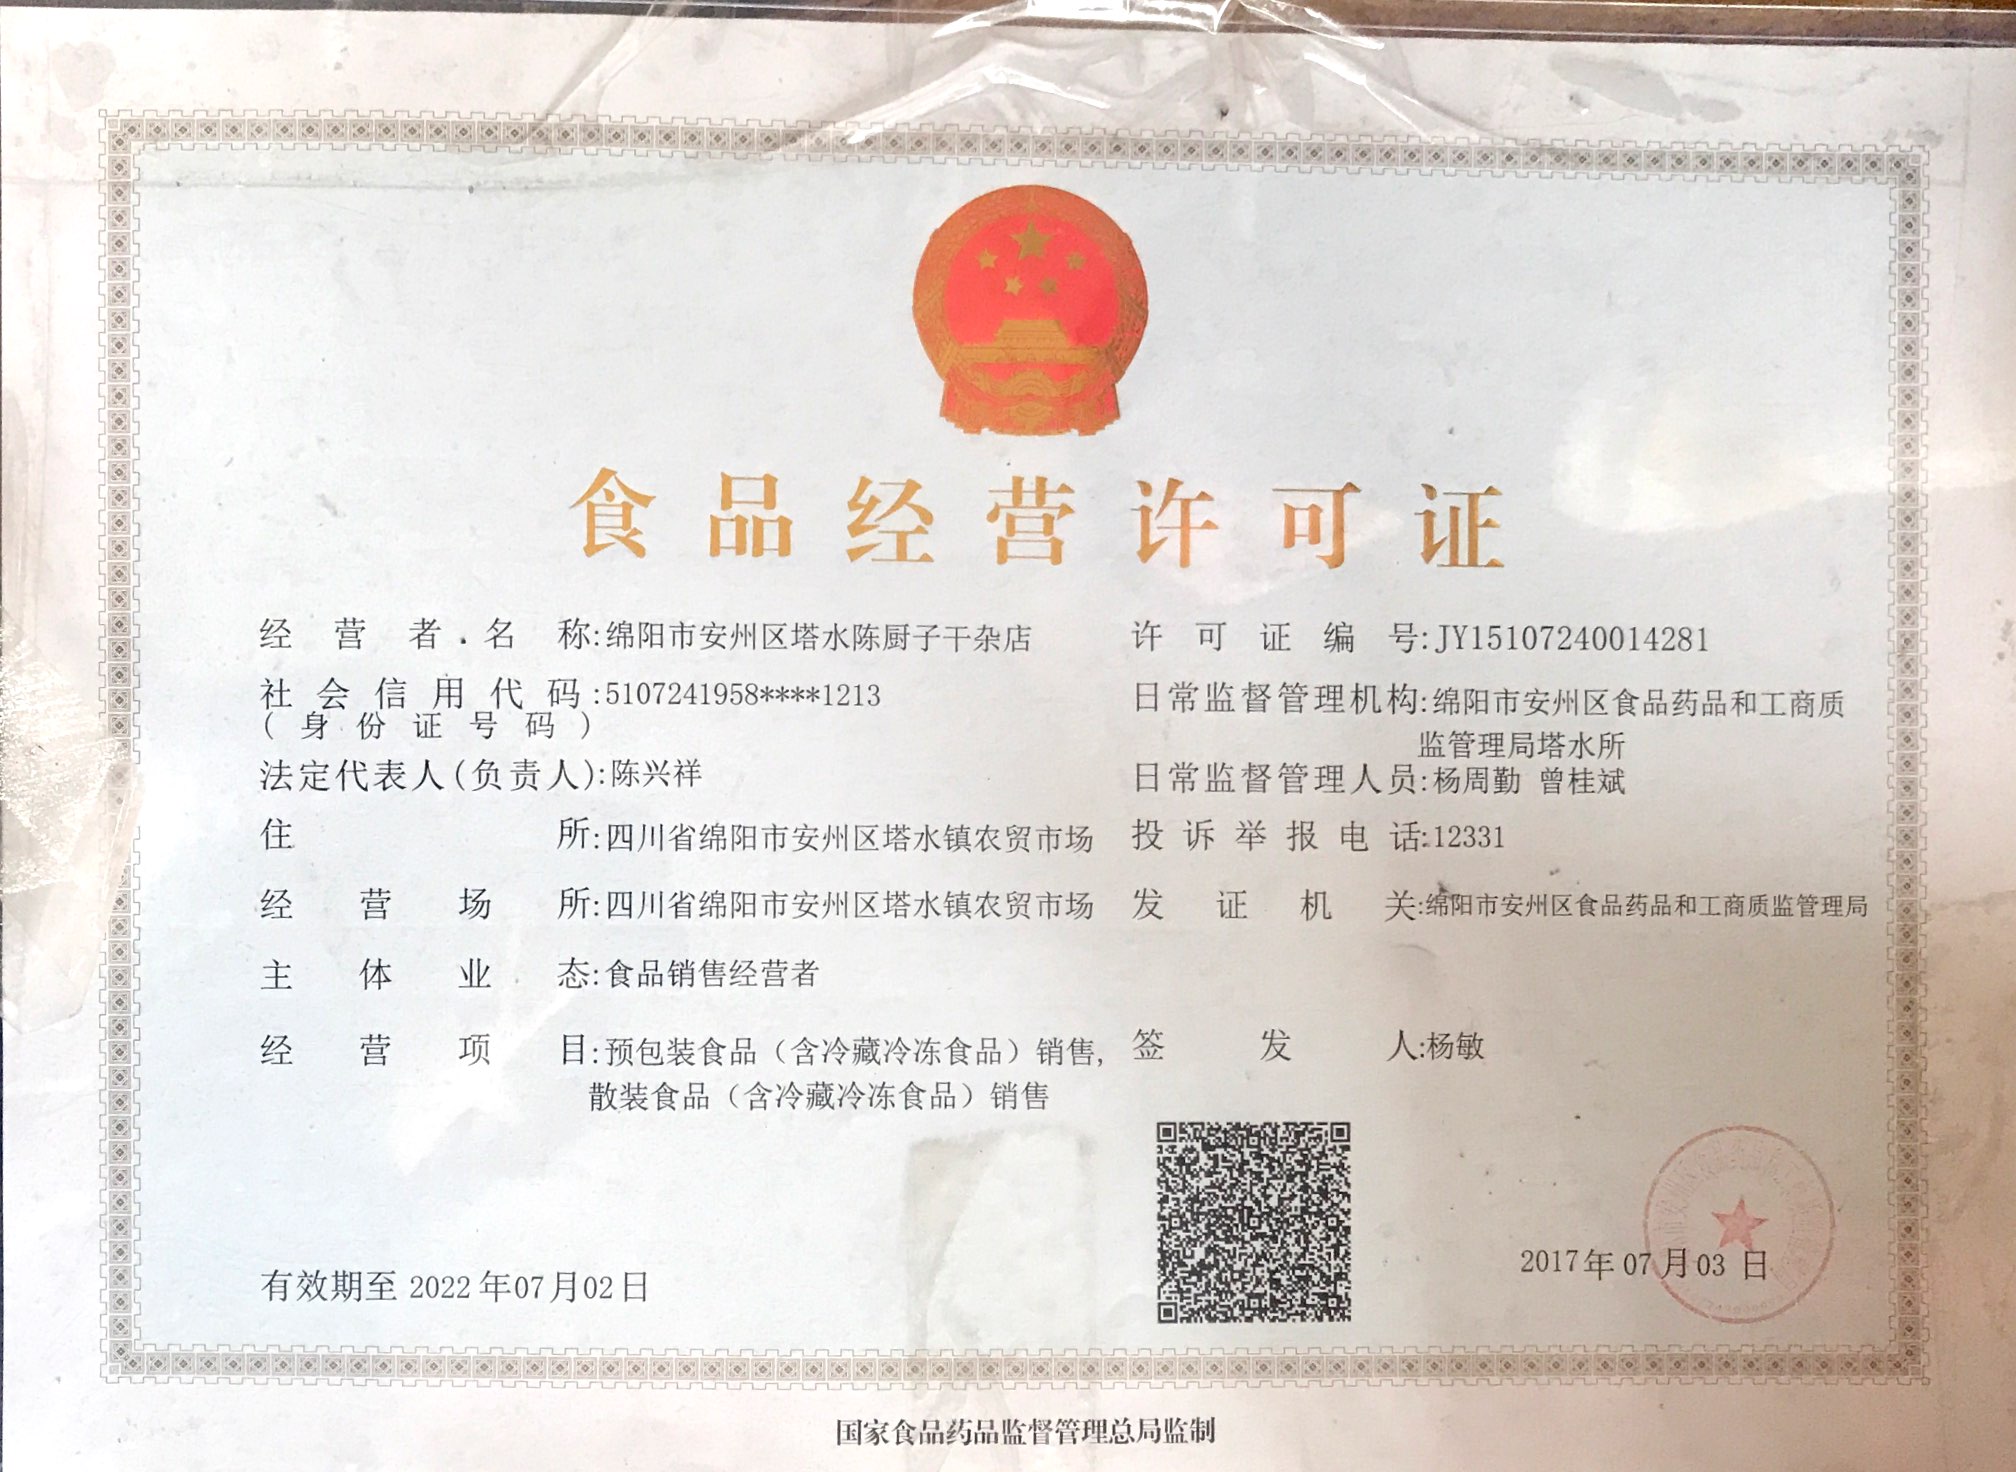 食品经营许可证
经营者名称:绵阳市安州区塔水陈厨子干杂店
社会信用代码:5107241958****1213
(身份证号码)
法定代表人(负责人):陈兴祥
住所:四川省绵阳市安州区塔水镇农贸市场
经营场所:四川省绵阳市安州区塔水镇农贸市场
主体业态:食品销售经营者
经营项目:预包装食品（含冷藏冷冻食品）销售,
散装食品（含冷藏冷冻食品）销售
许可证编号:JY15107240014281
日常监督管理机构:绵阳市安州区食品药品和工商质
监管理局塔水所
日常监督管理人员:杨周勤 曾桂斌
投诉举报电话:12331
发证机关:绵阳市安州区食品药品和工商质监管理局
签发人:杨敏
有效期至 2022年07月02日
2017年07月03日
国家食品药品监督管理总局监制